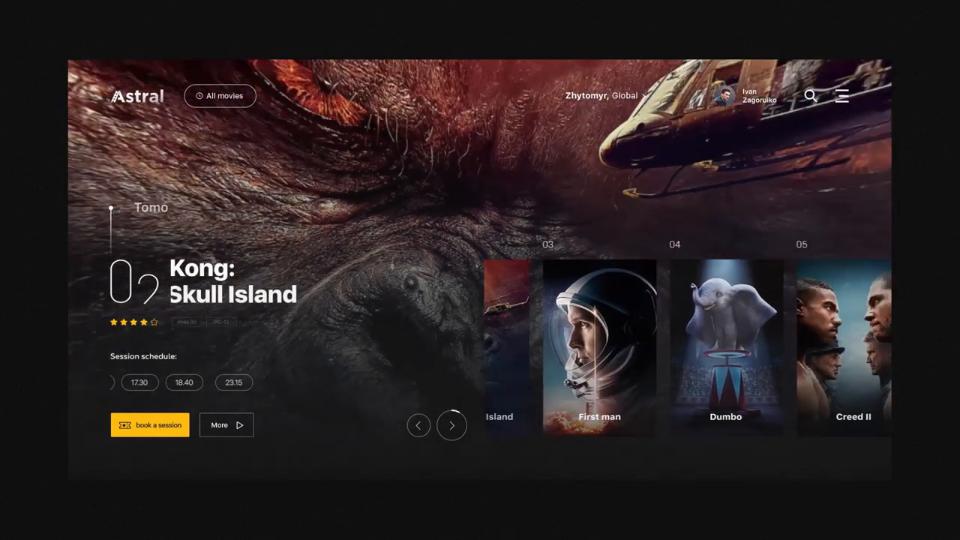 Astral
All movies
Zhytomyr, Global
Ivan
Zagoruiko
Tomo
03
04
05
02
Kong:
Skull Island
Session schedule:
17.30
18.40
23.15
book a session
More
Island
First man
Dumbo
Creed II